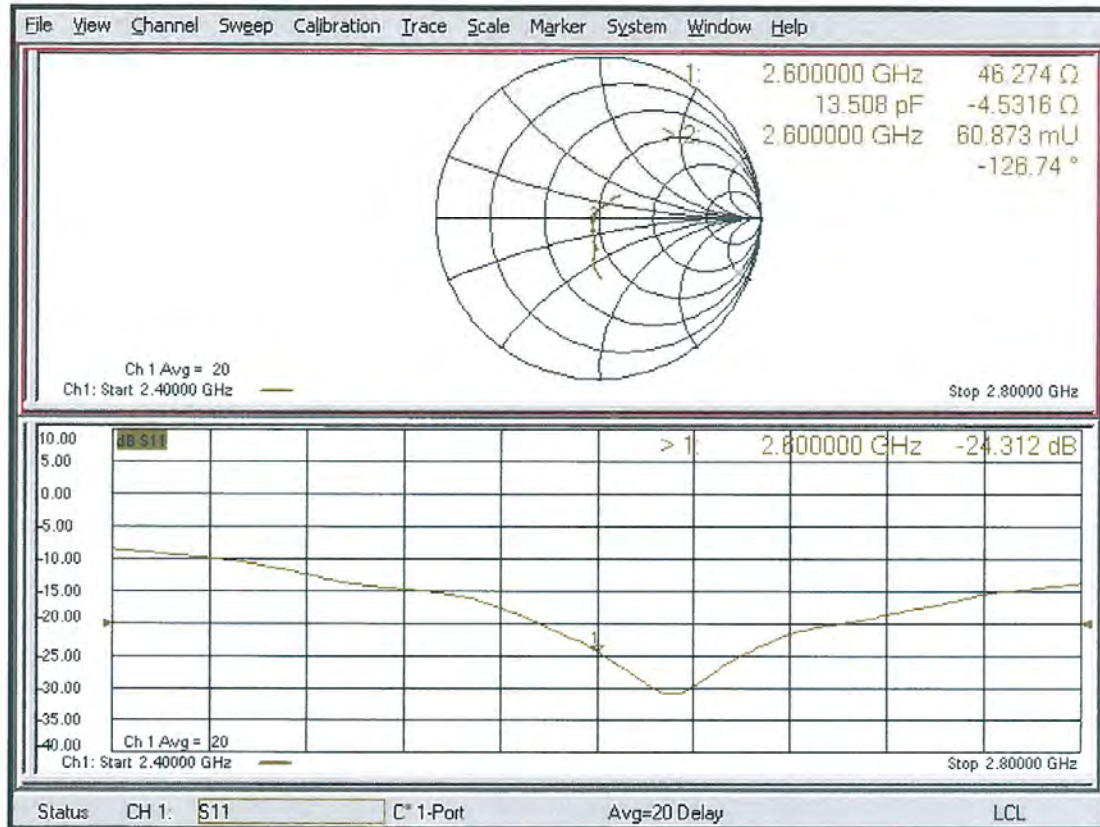 File View Channel Sweep Calibration Trace Scale Marker System Window Help
1: 2.600000 GHz 46.274 Ω
13.508 pF -4.5316 Ω
> 2: 2.600000 GHz 60.873 mU
-126.74 °
Ch 1 Avg = 20
Ch1: Start 2.40000 GHz
Stop 2.80000 GHz
10.00
dB S11
> 1: 2.600000 GHz -24.312 dB
5.00
0.00
-5.00
-10.00
-15.00
-20.00
1
-25.00
-30.00
-35.00
-40.00
Ch 1 Avg = 20
Ch1: Start 2.40000 GHz
Stop 2.80000 GHz
Status CH 1: S11 C* 1-Port Avg=20 Delay LCL